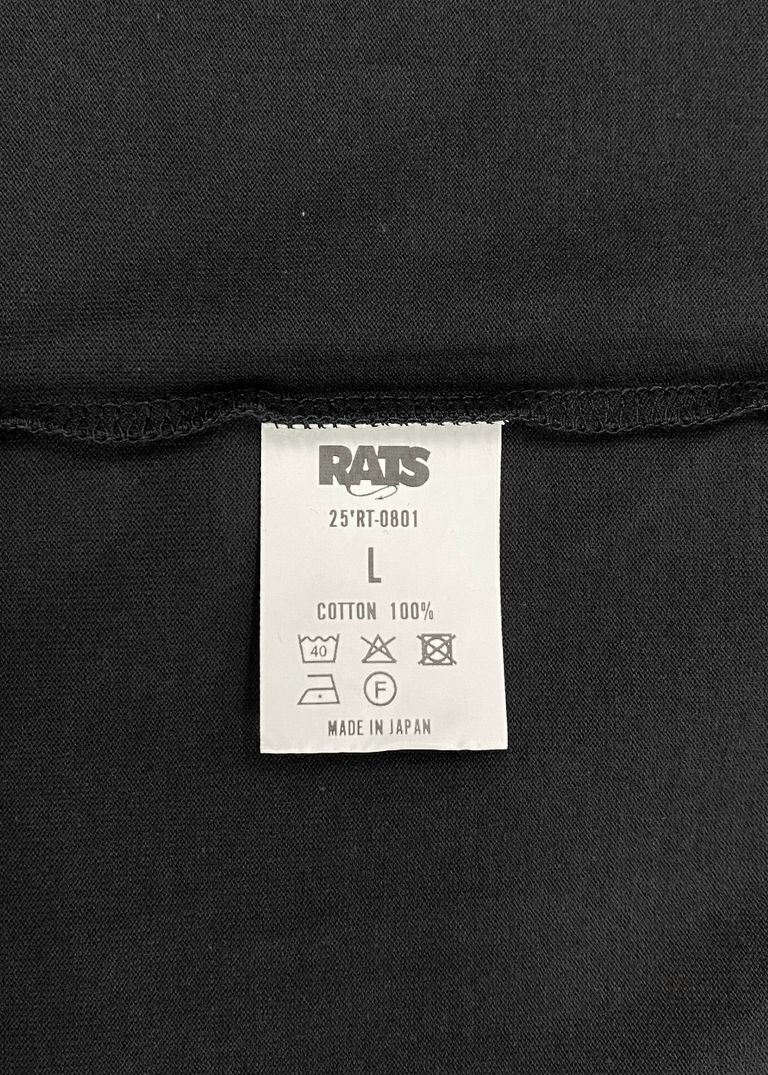 RATS
25'RT-0801
L
COTTON 100%
40
F
MADE IN JAPAN